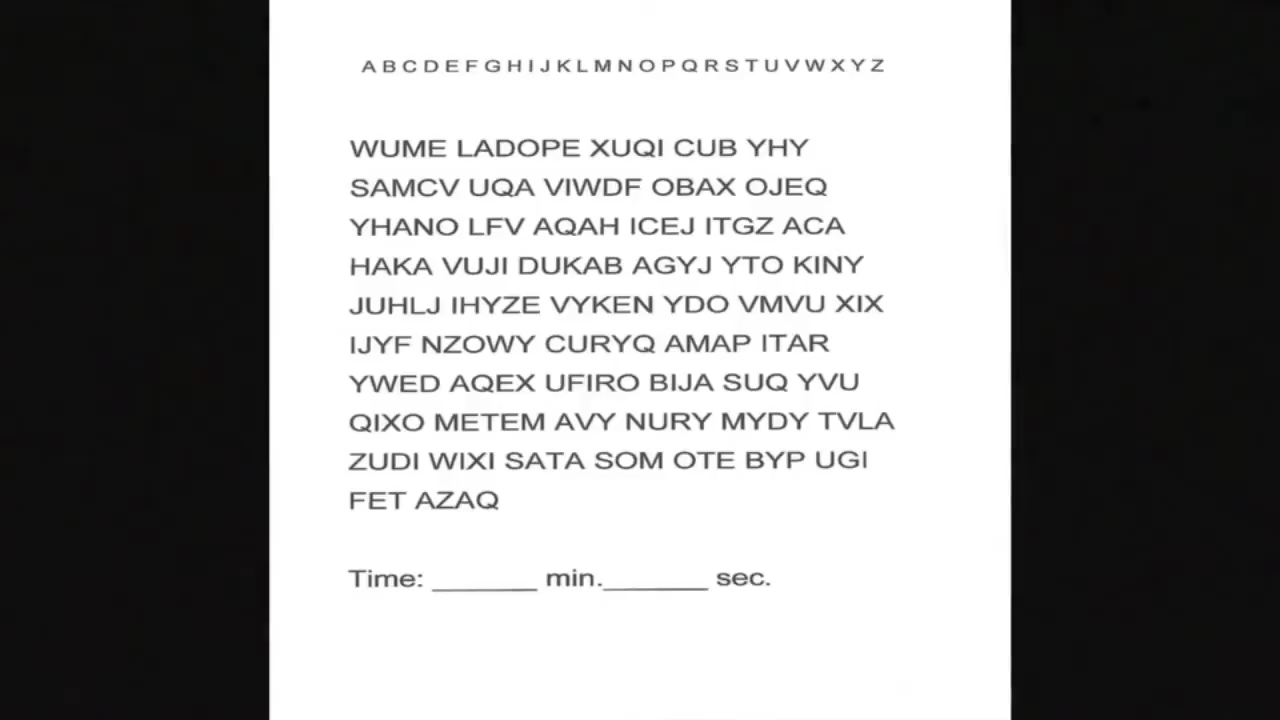 A B C D E F G H I J K L M N O P Q R S T U V W X Y Z
WUME LADOPE XUQI CUB YHY
SAMCV UQA VIWDF OBAX OJEQ
YHANO LFV AQAH ICEJ ITGZ ACA
HAKA VUJI DUKAB AGYJ YTO KINY
JUHLJ IHYZE VYKEN YDO VMVU XIX
IJYF NZOWY CURYQ AMAP ITAR
YWED AQEX UFIRO BIJA SUQ YVU
QIXO METEM AVY NURY MYDY TVLA
ZUDI WIXI SATA SOM OTE BYP UGI
FET AZAQ
Time: _______ min._______ sec.